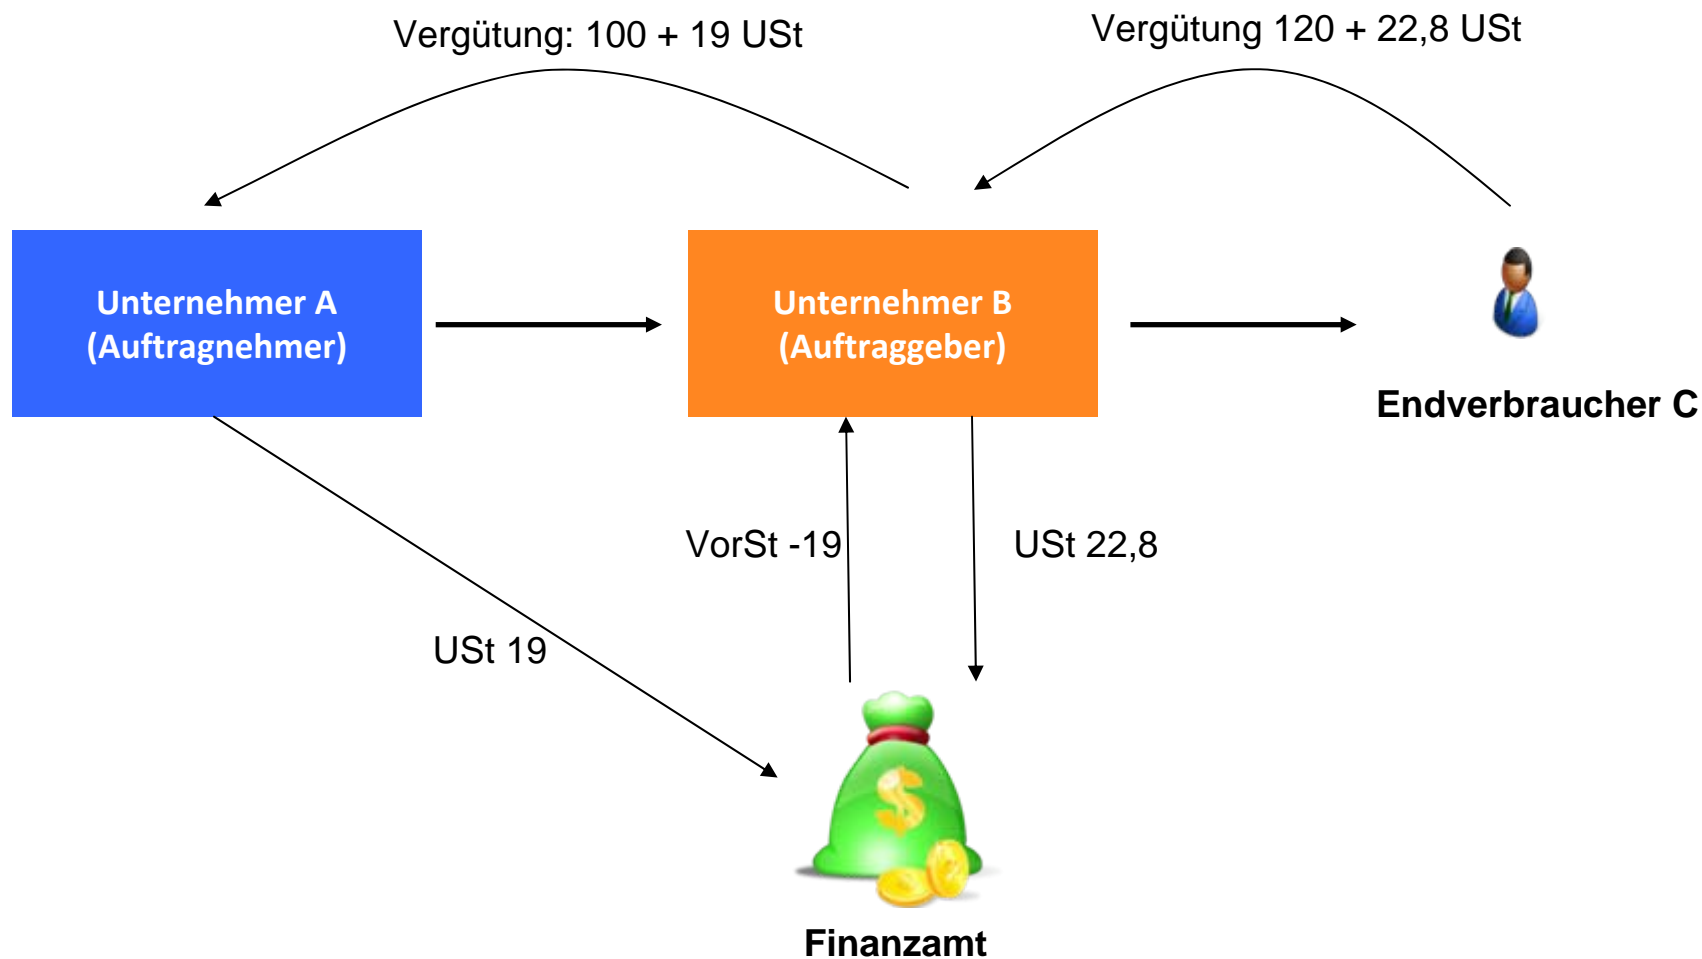 Vergütung: 100 + 19 USt
Vergütung 120 + 22,8 USt
Unternehmer A
(Auftragnehmer)
Unternehmer B
(Auftraggeber)
Endverbraucher C
VorSt -19
USt 22,8
USt 19
$
Finanzamt